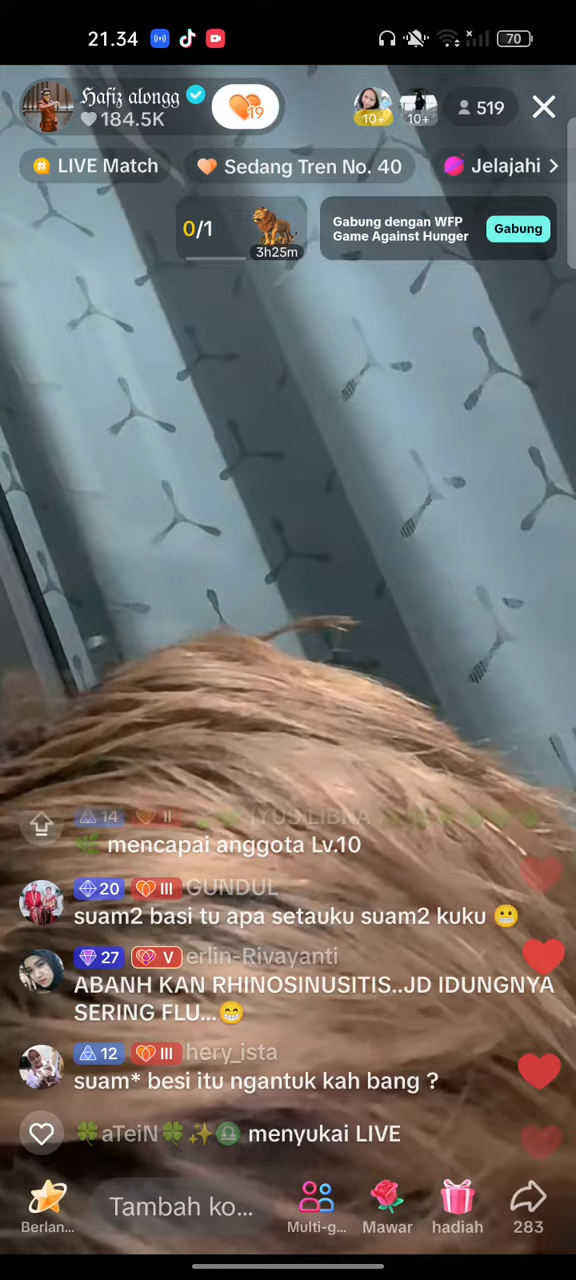 21.34
70
Hafiz alongg
184.5K
19
10+
10+
519
LIVE Match
Sedang Tren No. 40
Jelajahi >
0/1
3h25m
Gabung dengan WFP
Game Against Hunger
Gabung
14 II IYUS LIBRA
mencapai anggota Lv.10
20 III GUNDUL
suam2 basi tu apa setauku suam2 kuku 😬
27 V erlin-Rivayanti
ABANH KAN RHINOSINUSITIS..JD IDUNGNYA
SERING FLU...😁
12 III hery_ista
suam* besi itu ngantuk kah bang ?
🍀aTeiN🍀✨♎ menyukai LIVE
Tambah ko...
Berlan...
Multi-g...
Mawar
hadiah
283